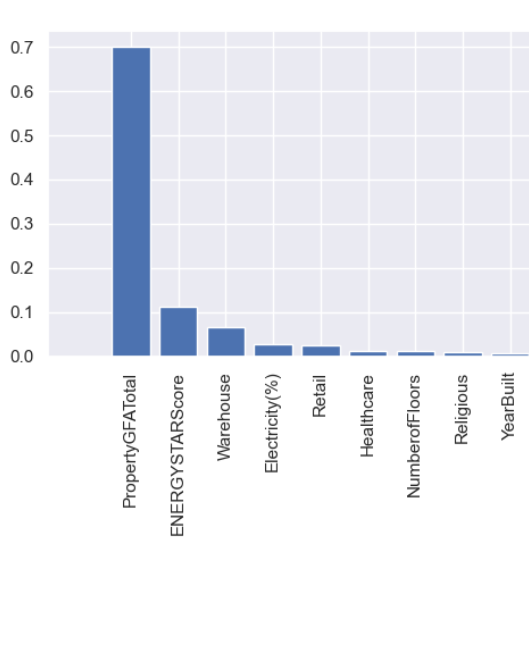 0.7
0.6
0.5
0.4
0.3
0.2
0.1
0.0
PropertyGFATotal
ENERGYSTARScore
Warehouse
Electricity(%)
Retail
Healthcare
NumberofFloors
Religious
YearBuilt